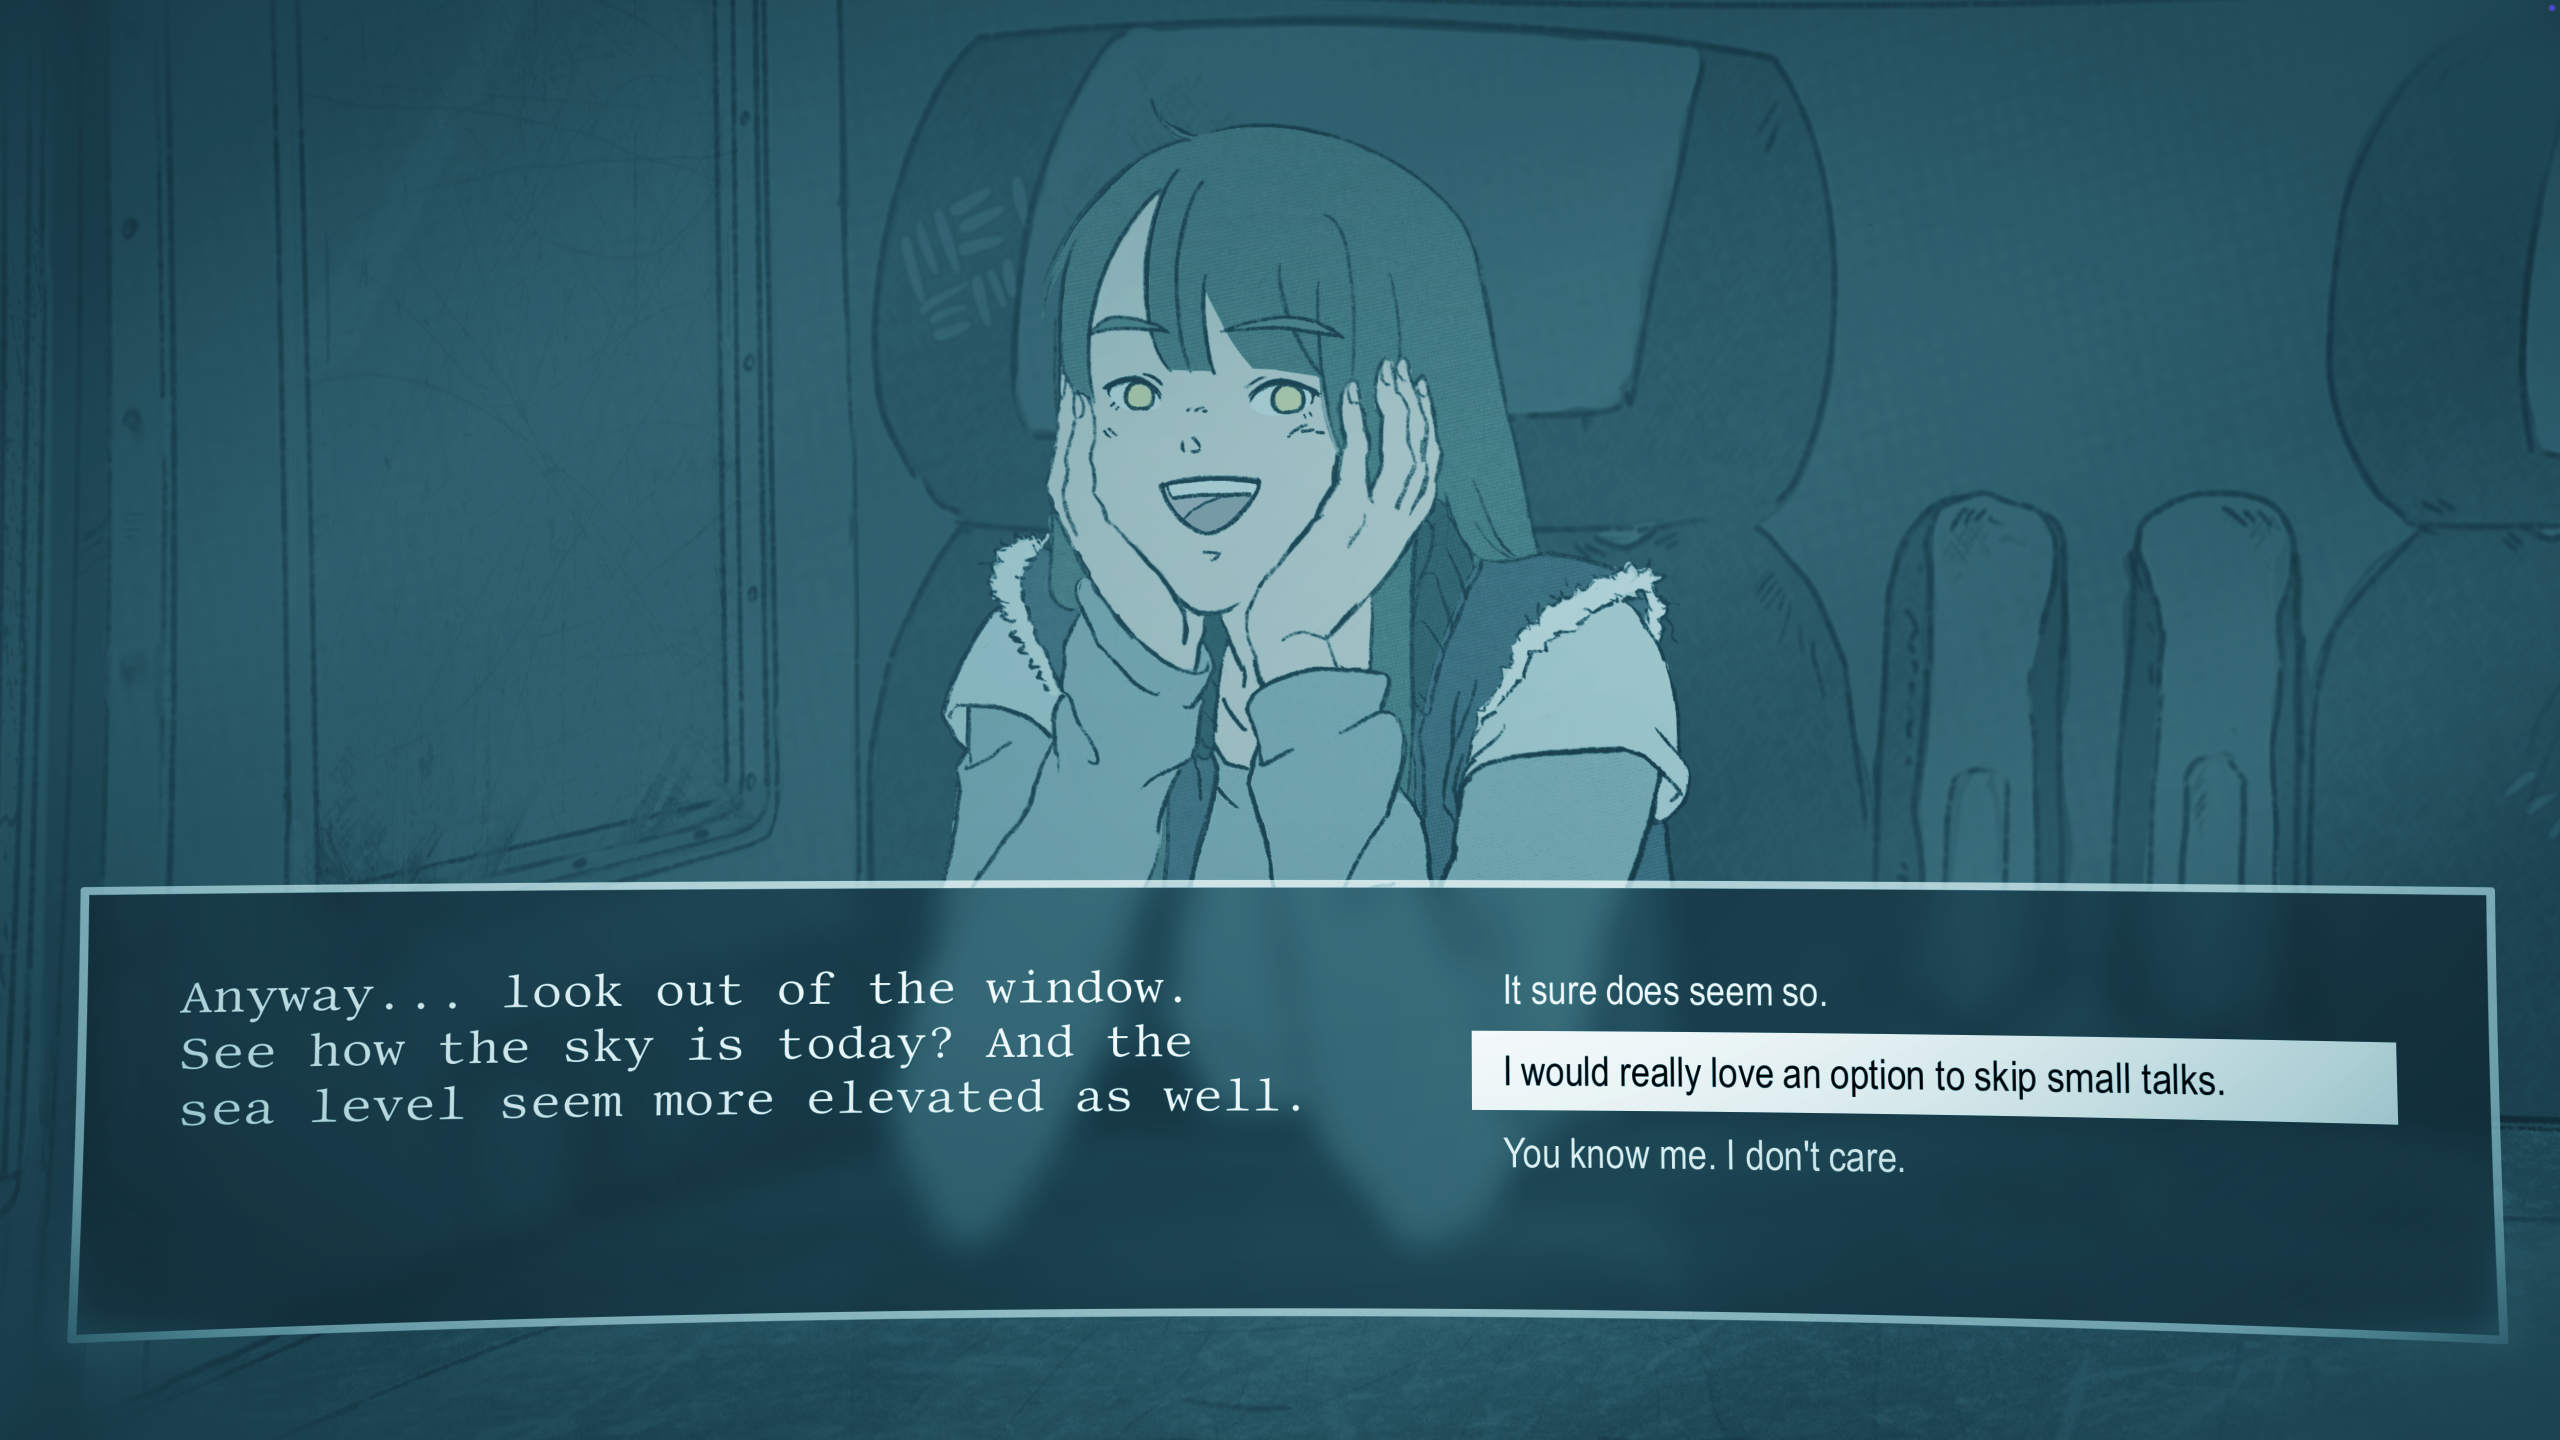 Anyway... look out of the window.
See how the sky is today? And the
sea level seem more elevated as well.
It sure does seem so.
I would really love an option to skip small talks.
You know me. I don't care.